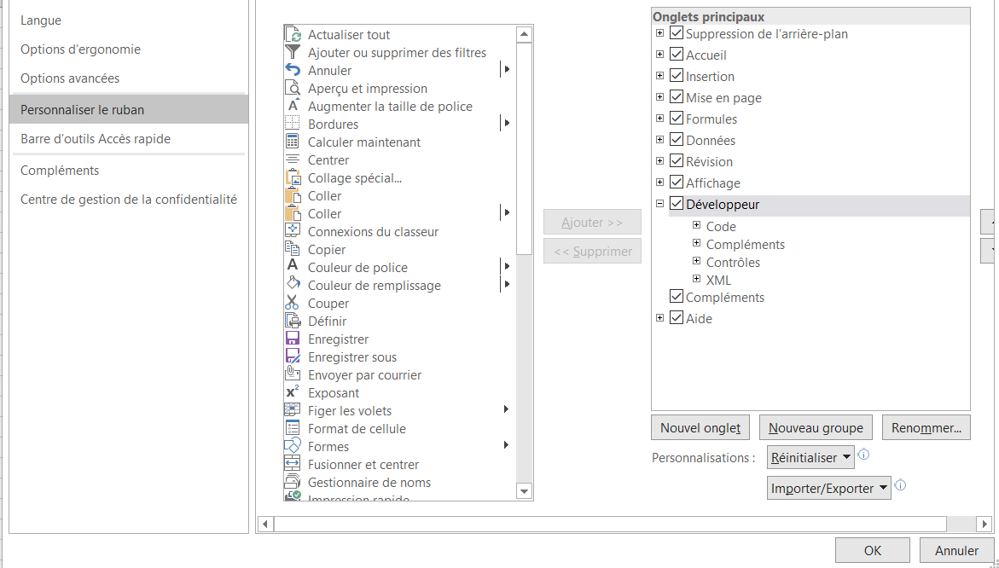 Langue
Options d'ergonomie
Options avancées
Personnaliser le ruban
Barre d'outils Accès rapide
Compléments
Centre de gestion de la confidentialité
Actualiser tout
Ajouter ou supprimer des filtres
Annuler
Aperçu et impression
Augmenter la taille de police
Bordures
Calculer maintenant
Centrer
Collage spécial...
Coller
Coller
Connexions du classeur
Copier
Couleur de police
Couleur de remplissage
Couper
Définir
Enregistrer
Enregistrer sous
Envoyer par courrier
Exposant
Figer les volets
Format de cellule
Formes
Fusionner et centrer
Gestionnaire de noms
Impression rapide
Ajouter >>
<< Supprimer
Onglets principaux
Suppression de l'arrière-plan
Accueil
Insertion
Mise en page
Formules
Données
Révision
Affichage
Développeur
Code
Compléments
Contrôles
XML
Compléments
Aide
Nouvel onglet
Nouveau groupe
Renommer...
Personnalisations :
Réinitialiser
Importer/Exporter
OK
Annuler